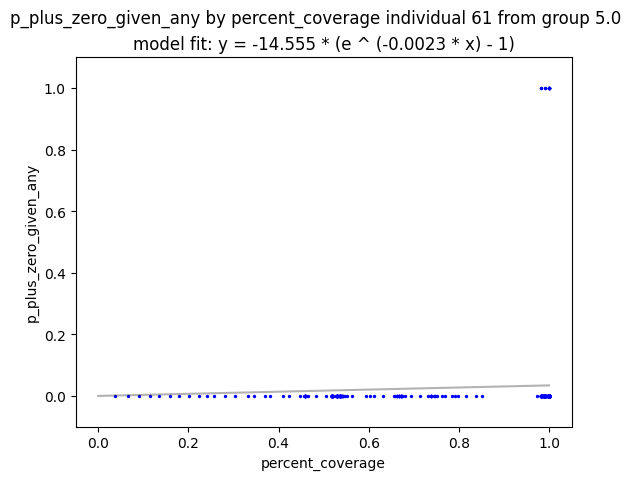 p_plus_zero_given_any by percent_coverage individual 61 from group 5.0
model fit: y = -14.555 * (e ^ (-0.0023 * x) - 1)
1.0
0.8
0.6
0.4
0.2
0.0
p_plus_zero_given_any
0.0 0.2 0.4 0.6 0.8 1.0
percent_coverage